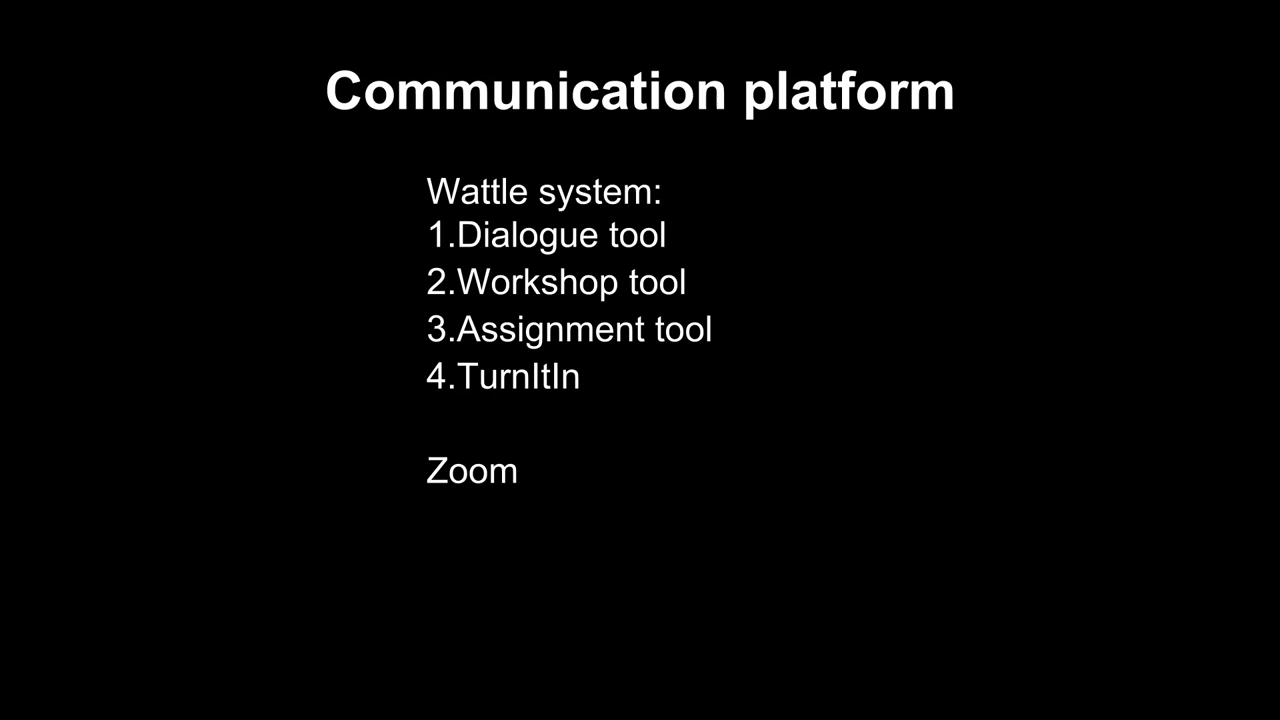 Communication platform
Wattle system:
1.Dialogue tool
2.Workshop tool
3.Assignment tool
4.TurnItIn
Zoom